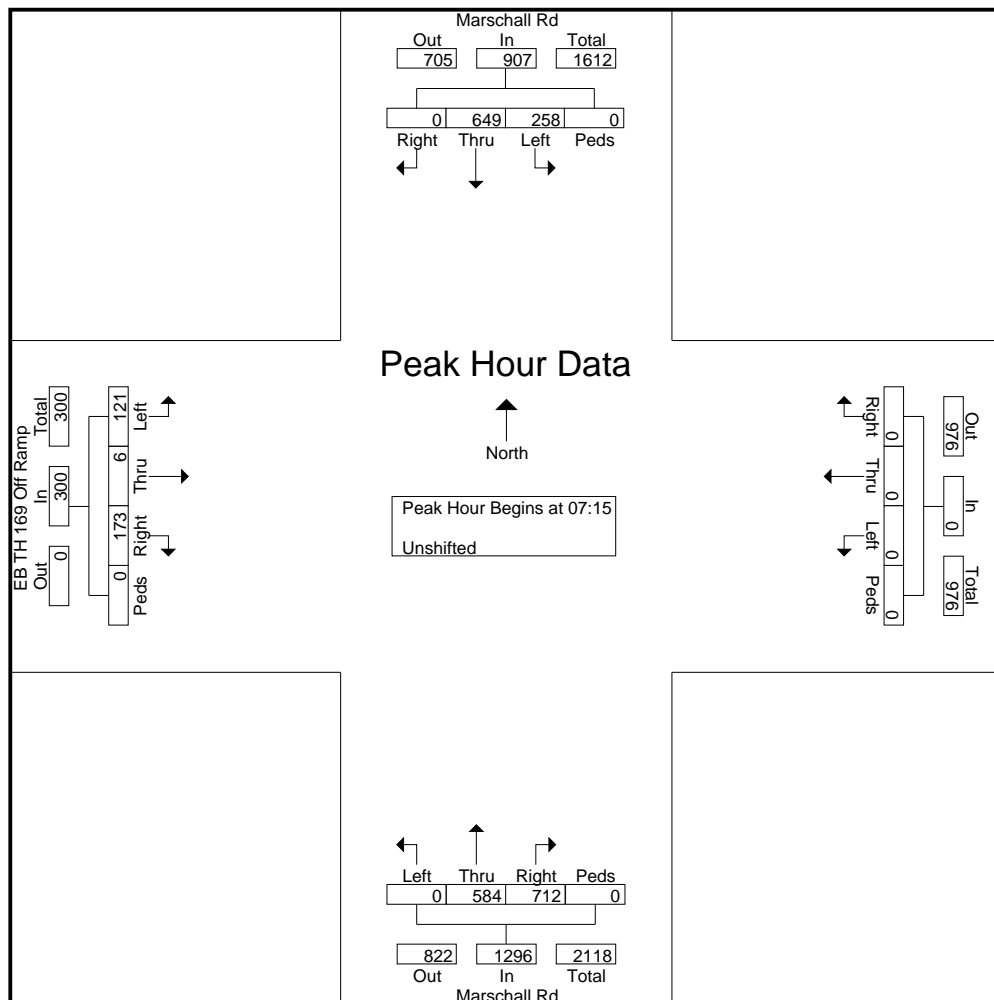 Marschall Rd
Out In Total
705 907 1612
0 649 258 0
Right Thru Left Peds
Peak Hour Data
North
Peak Hour Begins at 07:15
Unshifted
EB TH 169 Off Ramp
Total In Out
300 300 0
121 6 173 0
Left Thru Right Peds
Out In Total
976 0 976
0 0 0 0
Right Thru Left Peds
Left Thru Right Peds
0 584 712 0
822 1296 2118
Out In Total
Marschall Rd